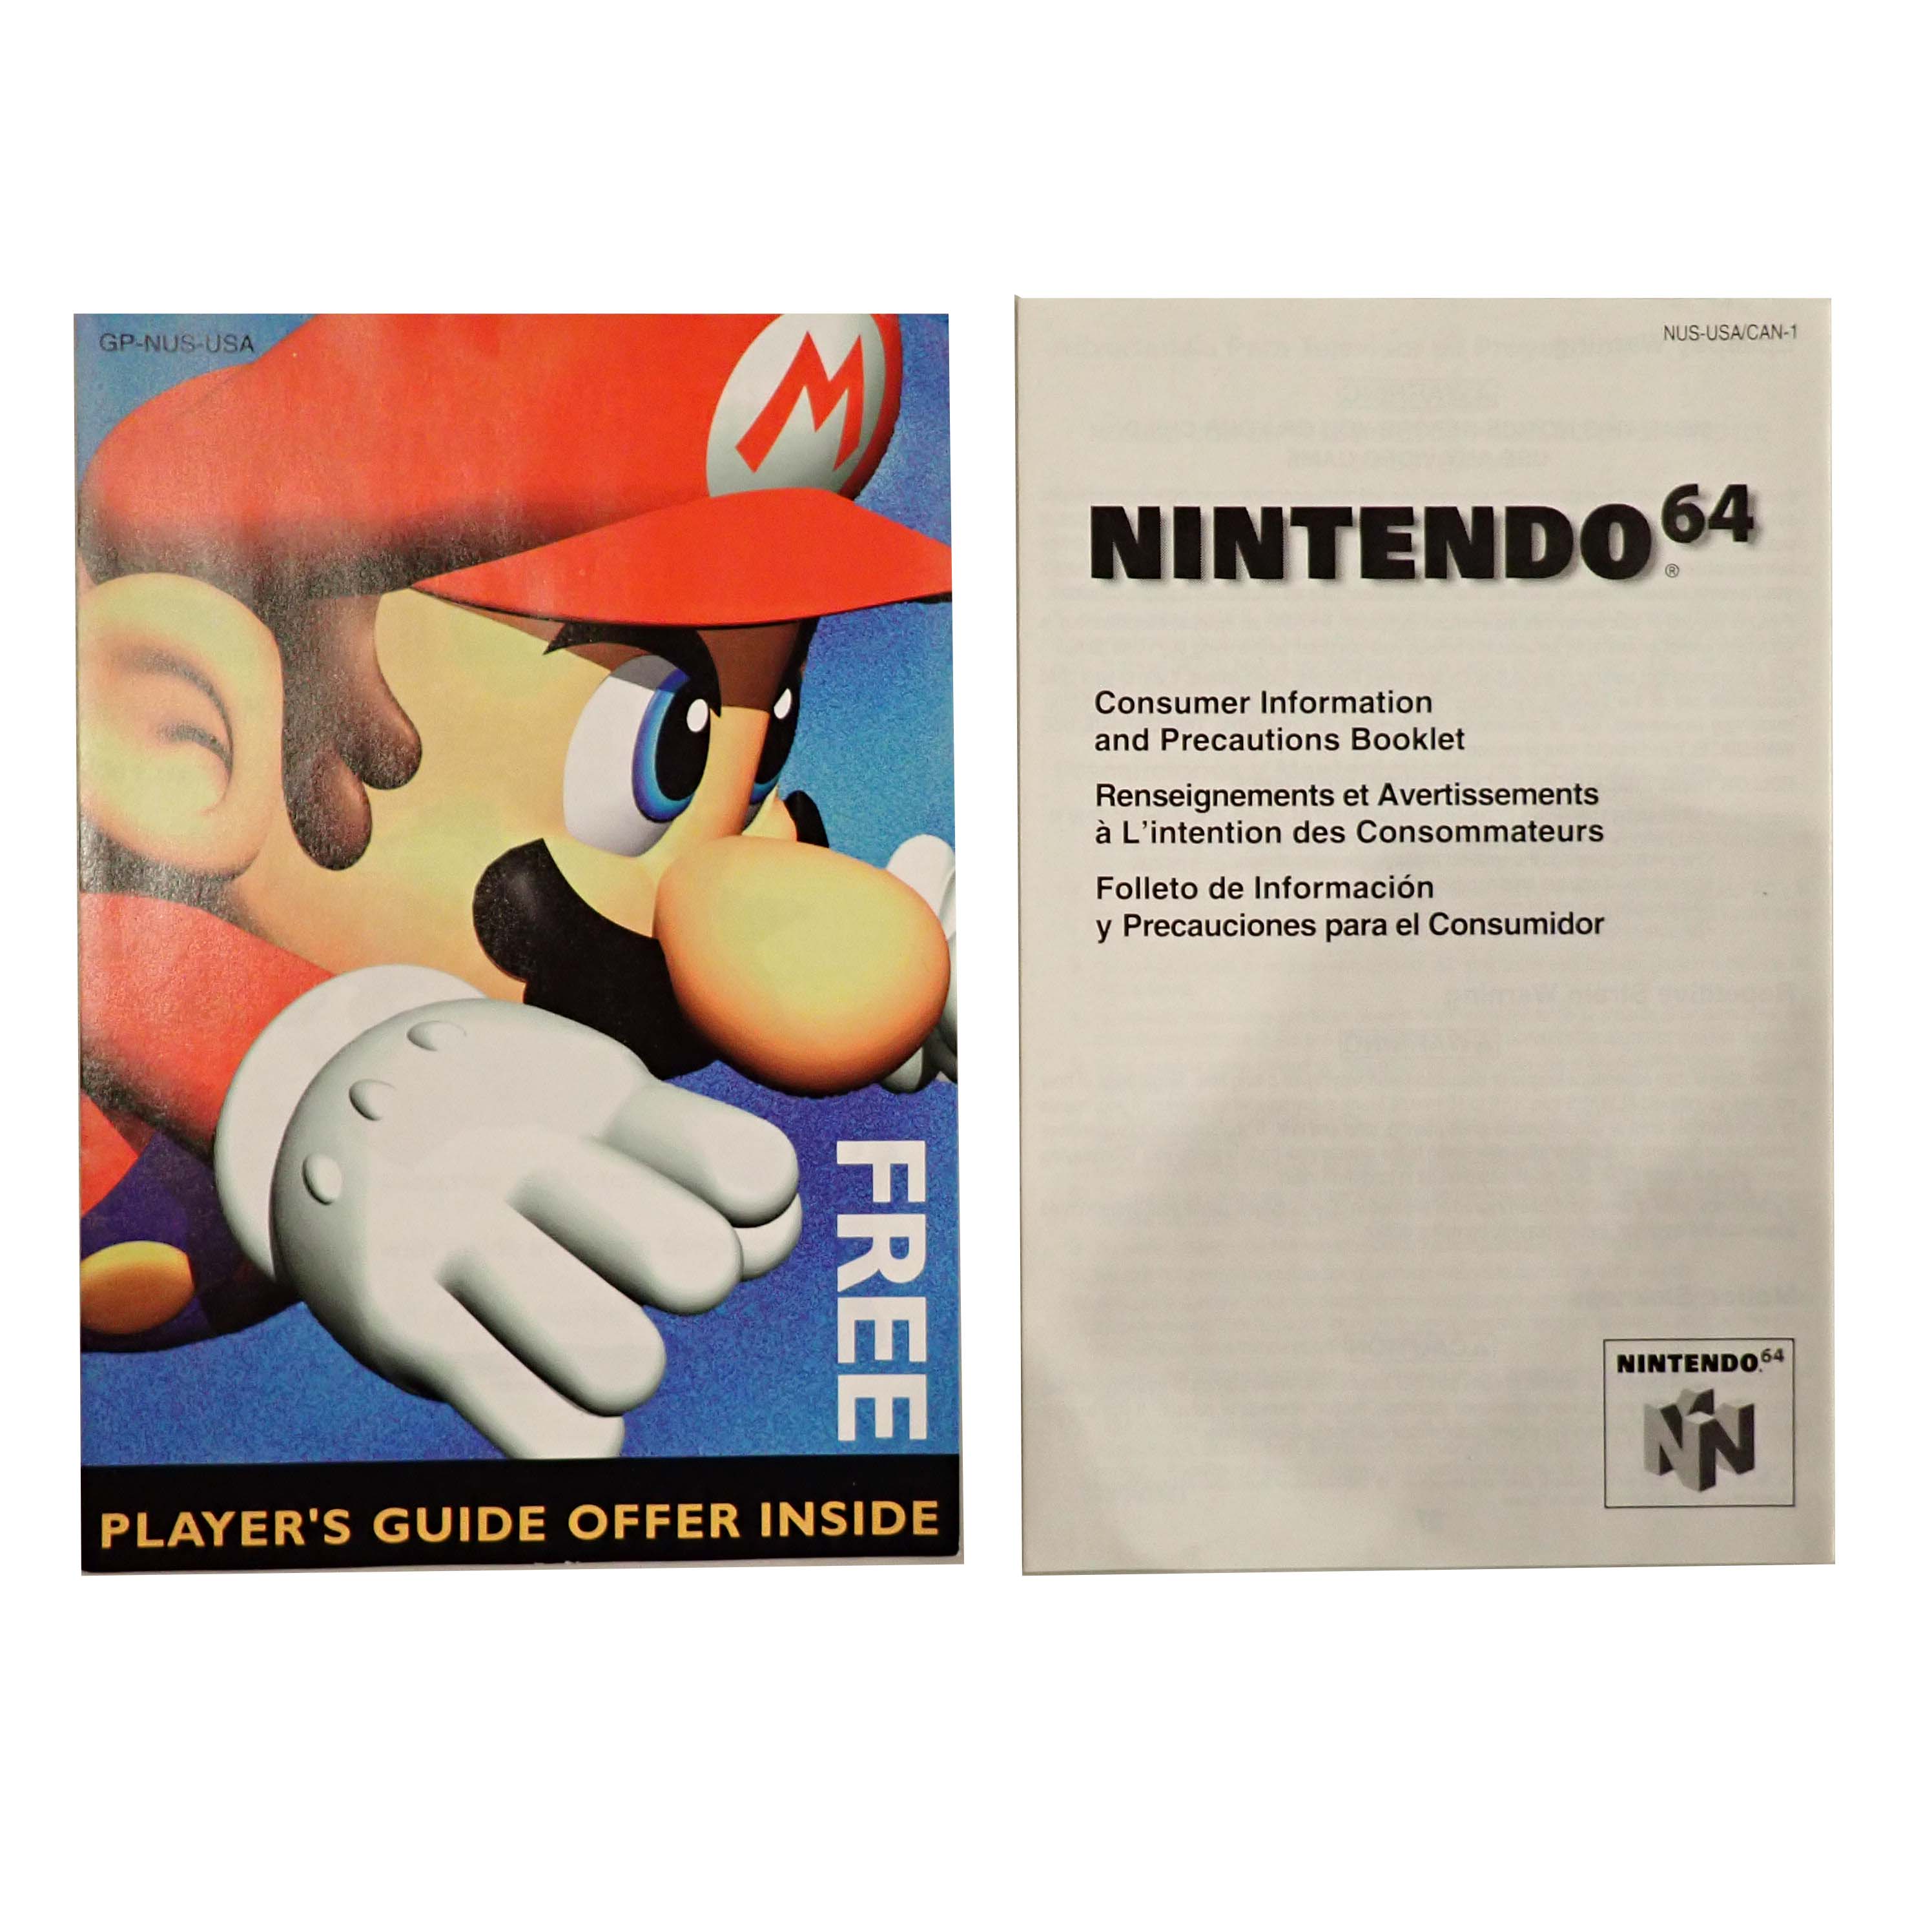 GP-NUS-USA
M
FREE
PLAYER'S GUIDE OFFER INSIDE
NUS-USA/CAN-1
NINTENDO64
®
Consumer Information
and Precautions Booklet
Renseignements et Avertissements
à L'intention des Consommateurs
Folleto de Información
y Precauciones para el Consumidor
NINTENDO64
N